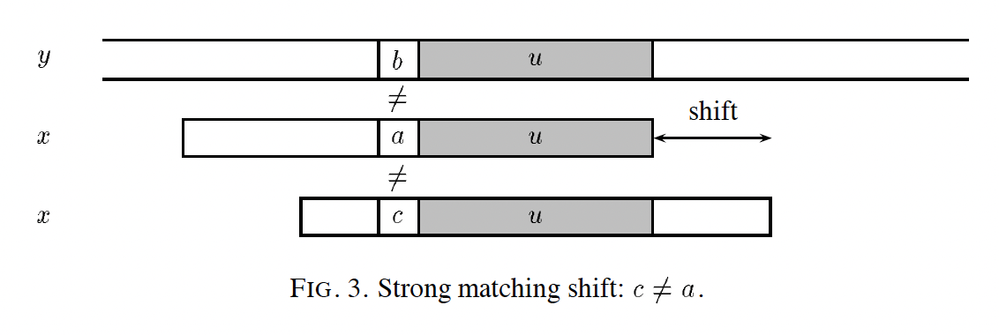 y b u
≠
shift
x a u
≠
x c u
FIG. 3. Strong matching shift: c ≠ a.